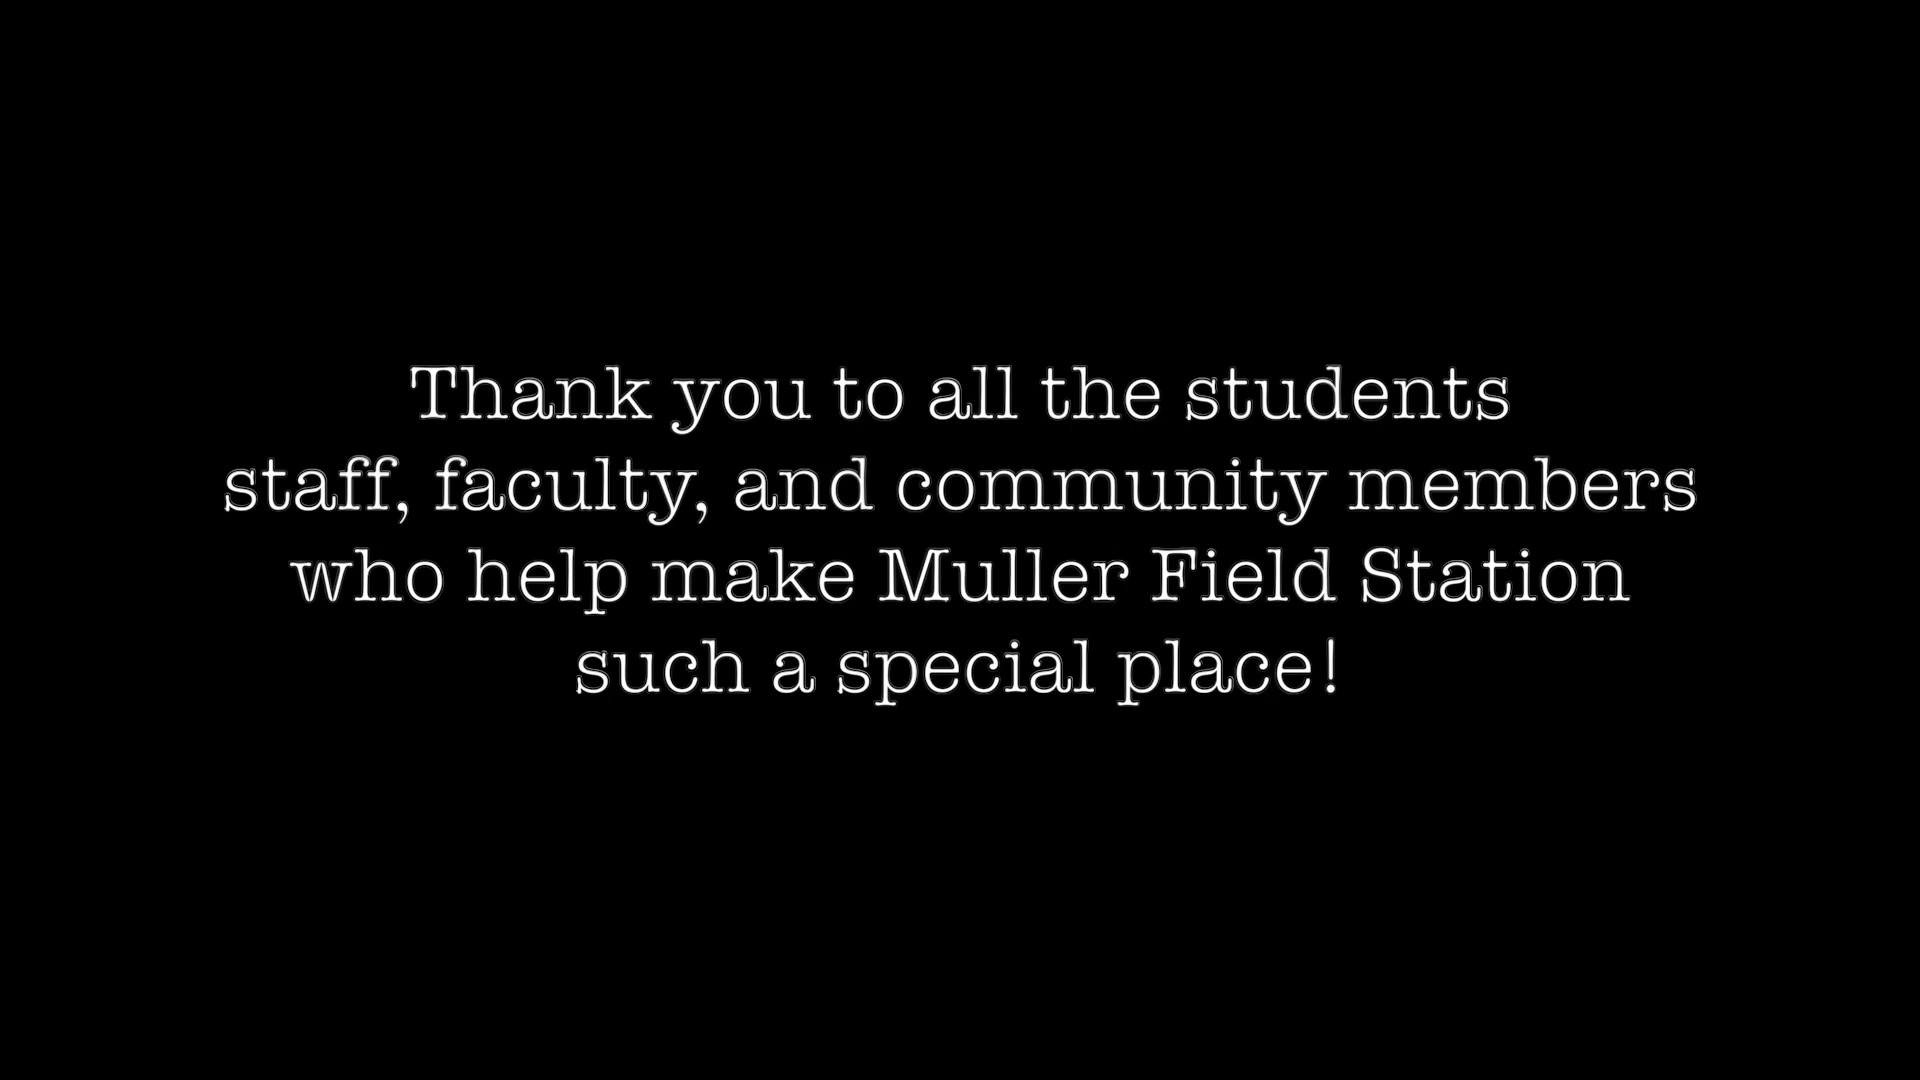 Thank you to all the students
staff, faculty, and community members
who help make Muller Field Station
such a special place!